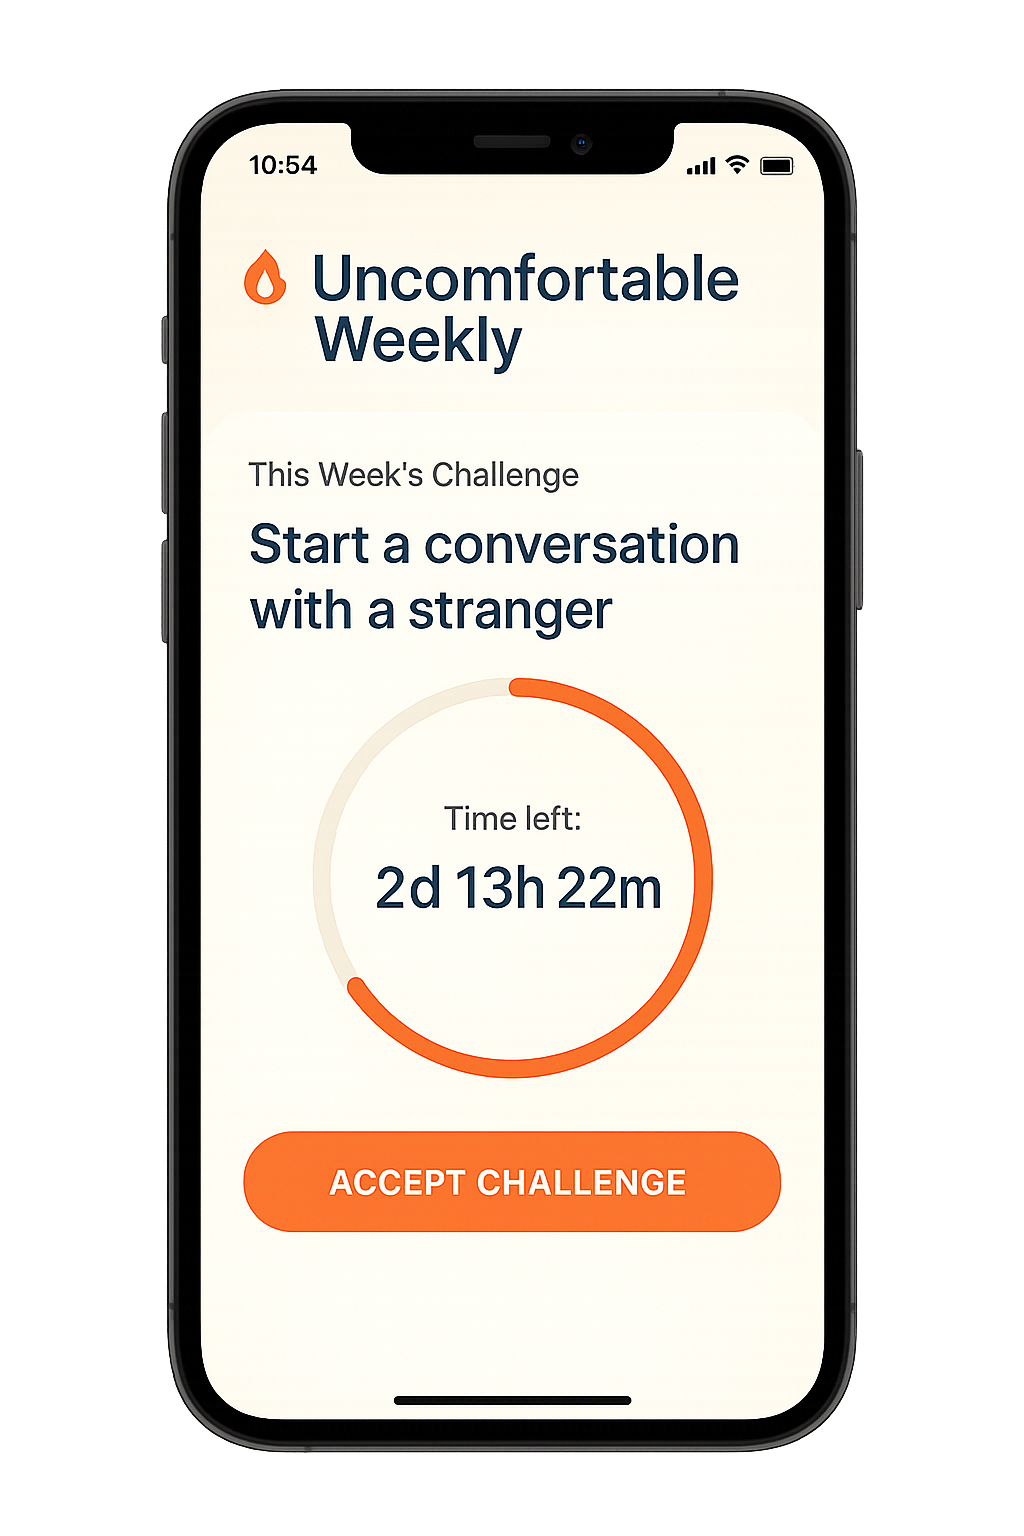 10:54
Uncomfortable
Weekly
This Week's Challenge
Start a conversation
with a stranger
Time left:
2d 13h 22m
ACCEPT CHALLENGE